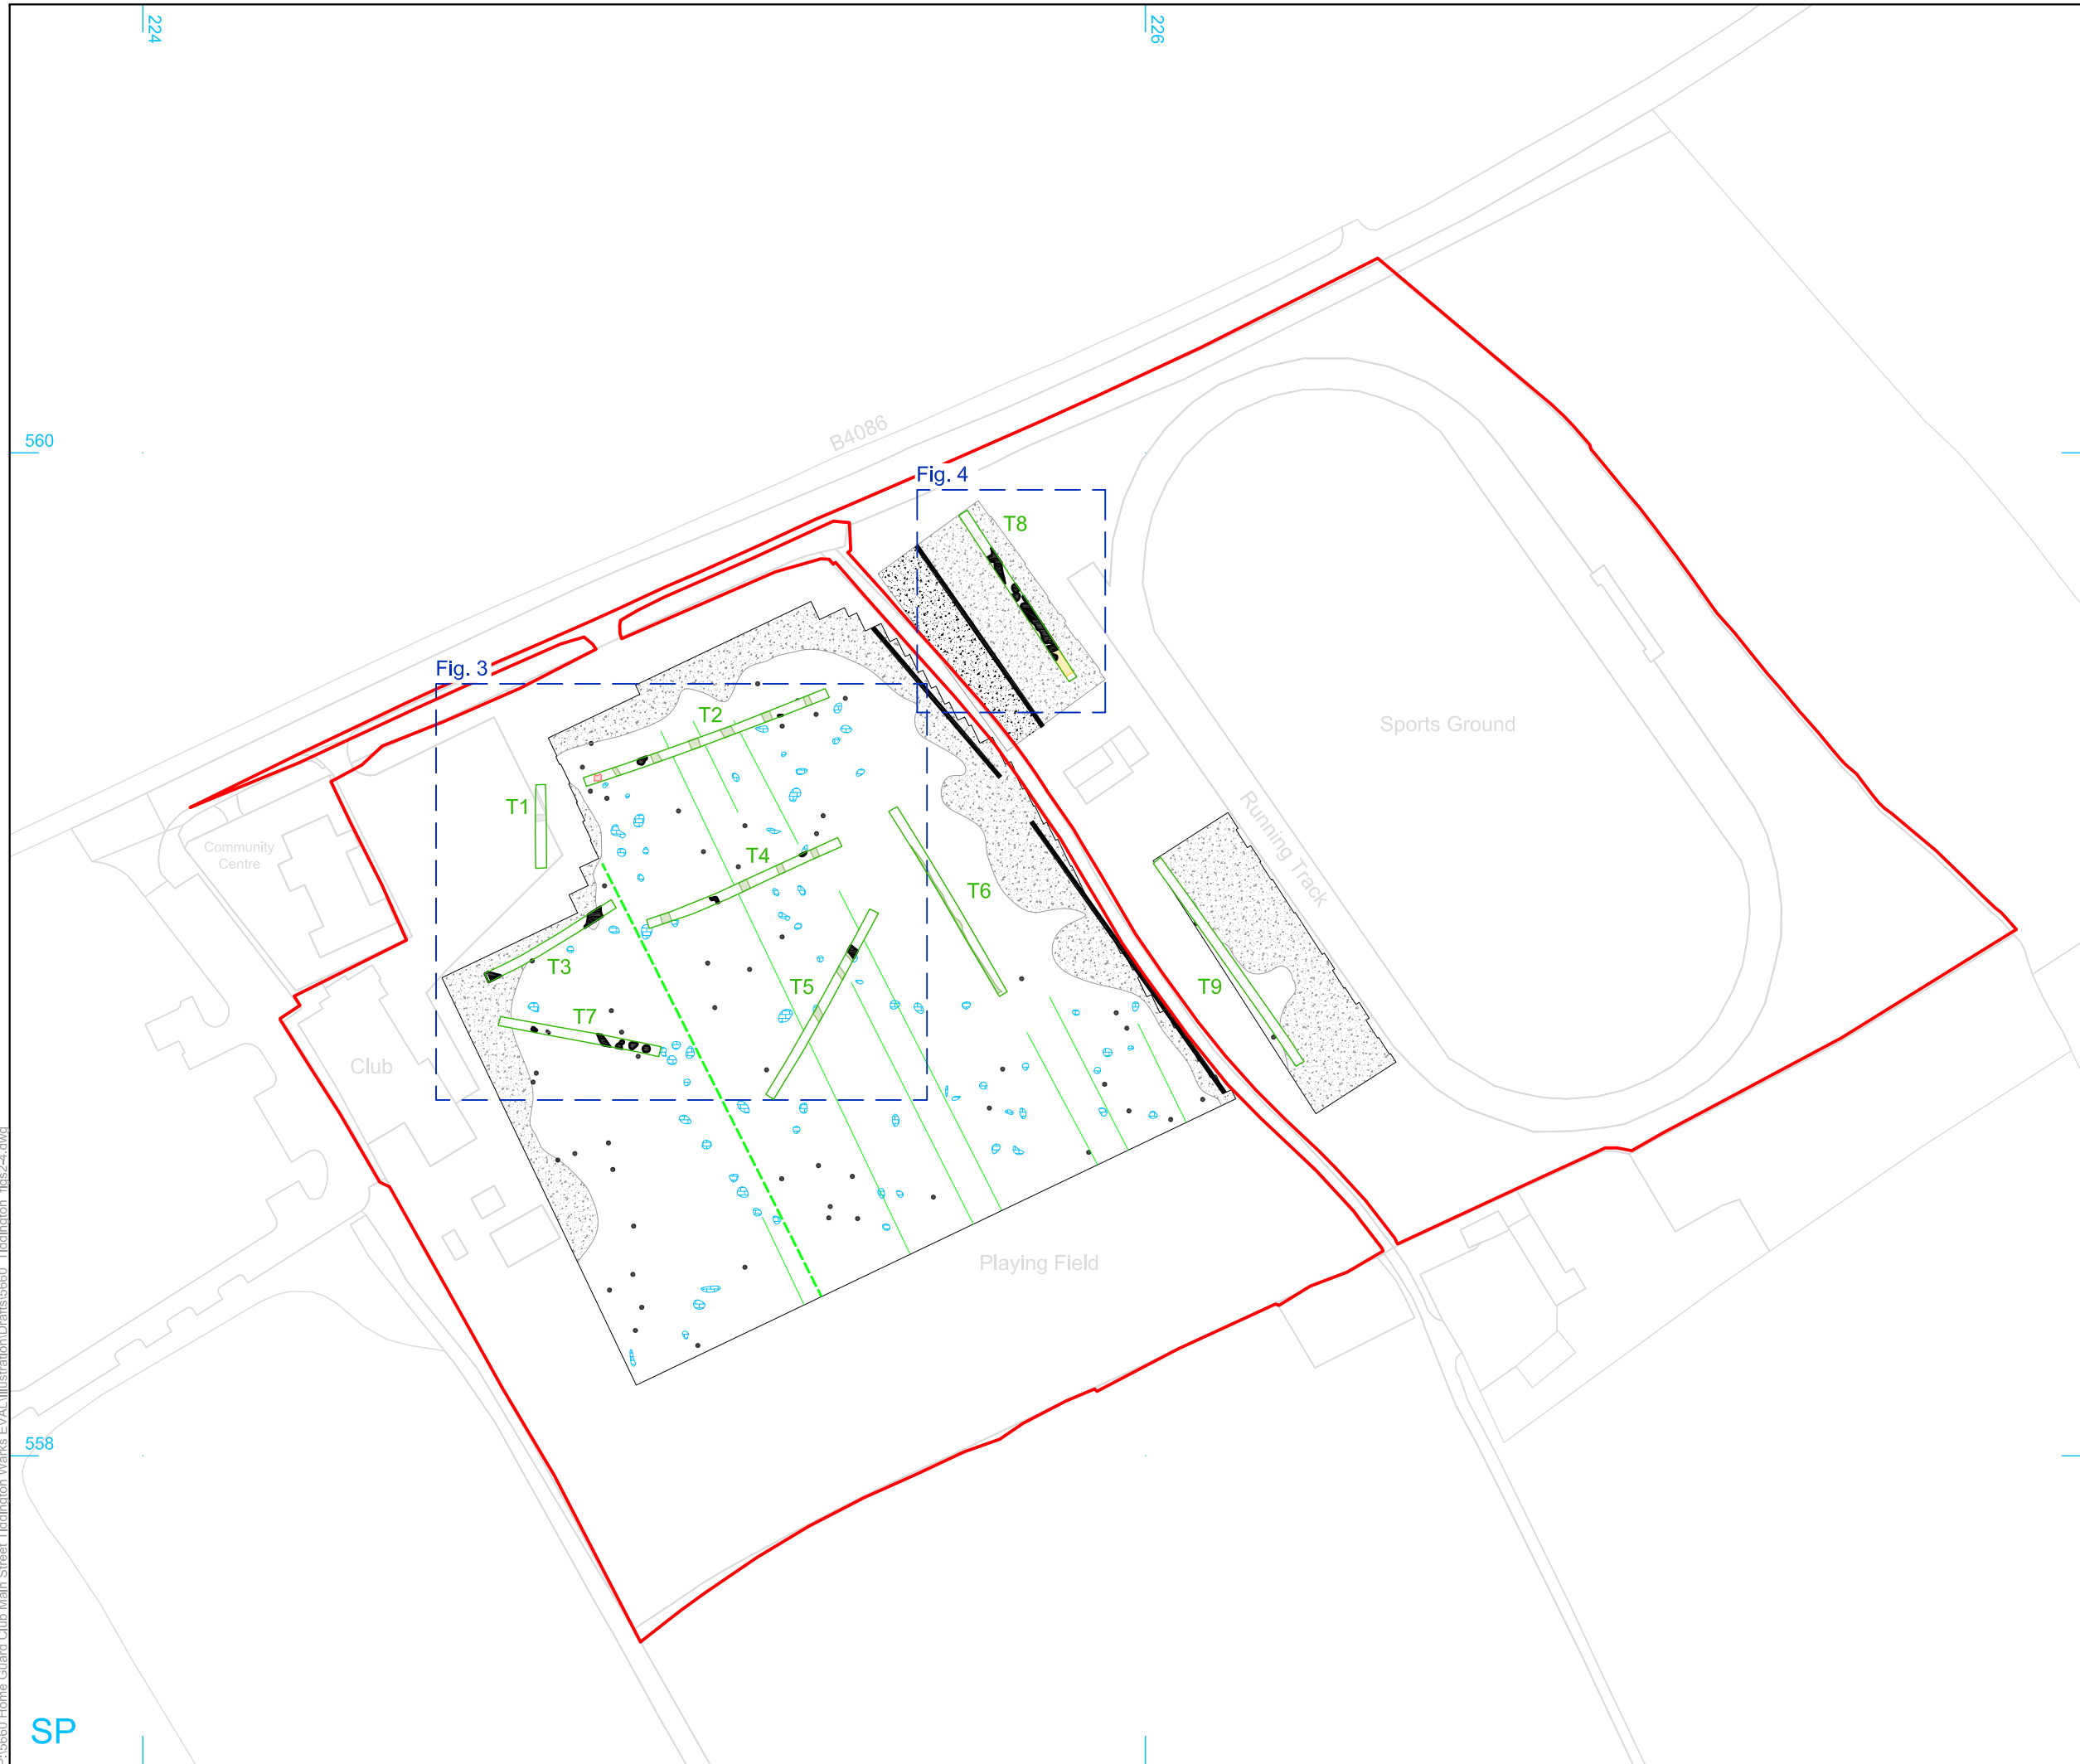 224
226
560
B4086
Fig. 4
T8
Fig. 3
T2
Sports Ground
T1
Running Track
Community
Centre
T4
T6
T3
T5
T9
T7
Club
Playing Field
558
SP